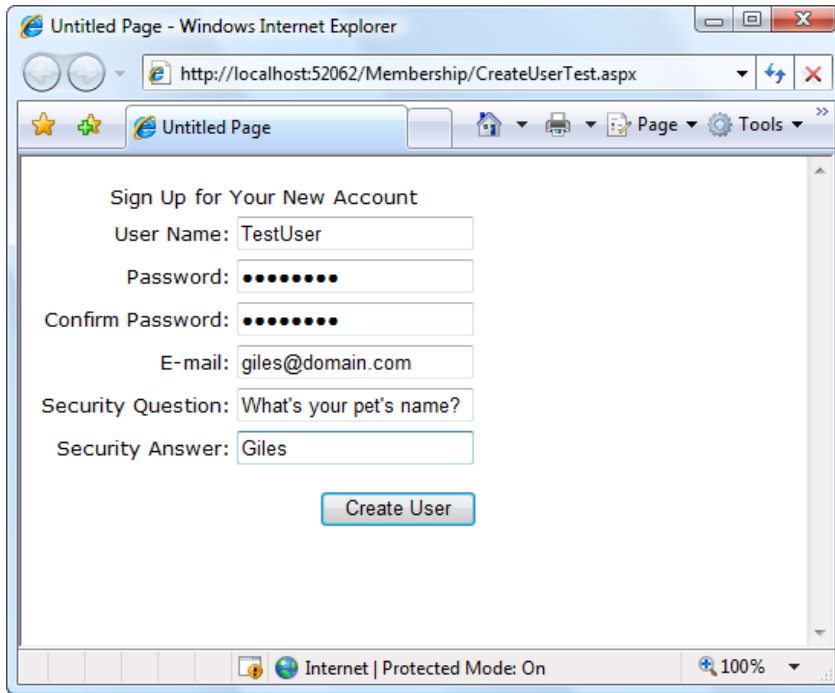 Untitled Page - Windows Internet Explorer
http://localhost:52062/Membership/CreateUserTest.aspx
Untitled Page
Page
Tools
Sign Up for Your New Account
User Name: TestUser
Password: ●●●●●●●●
Confirm Password: ●●●●●●●●
E-mail: giles@domain.com
Security Question: What's your pet's name?
Security Answer: Giles
Create User
Internet | Protected Mode: On
100%